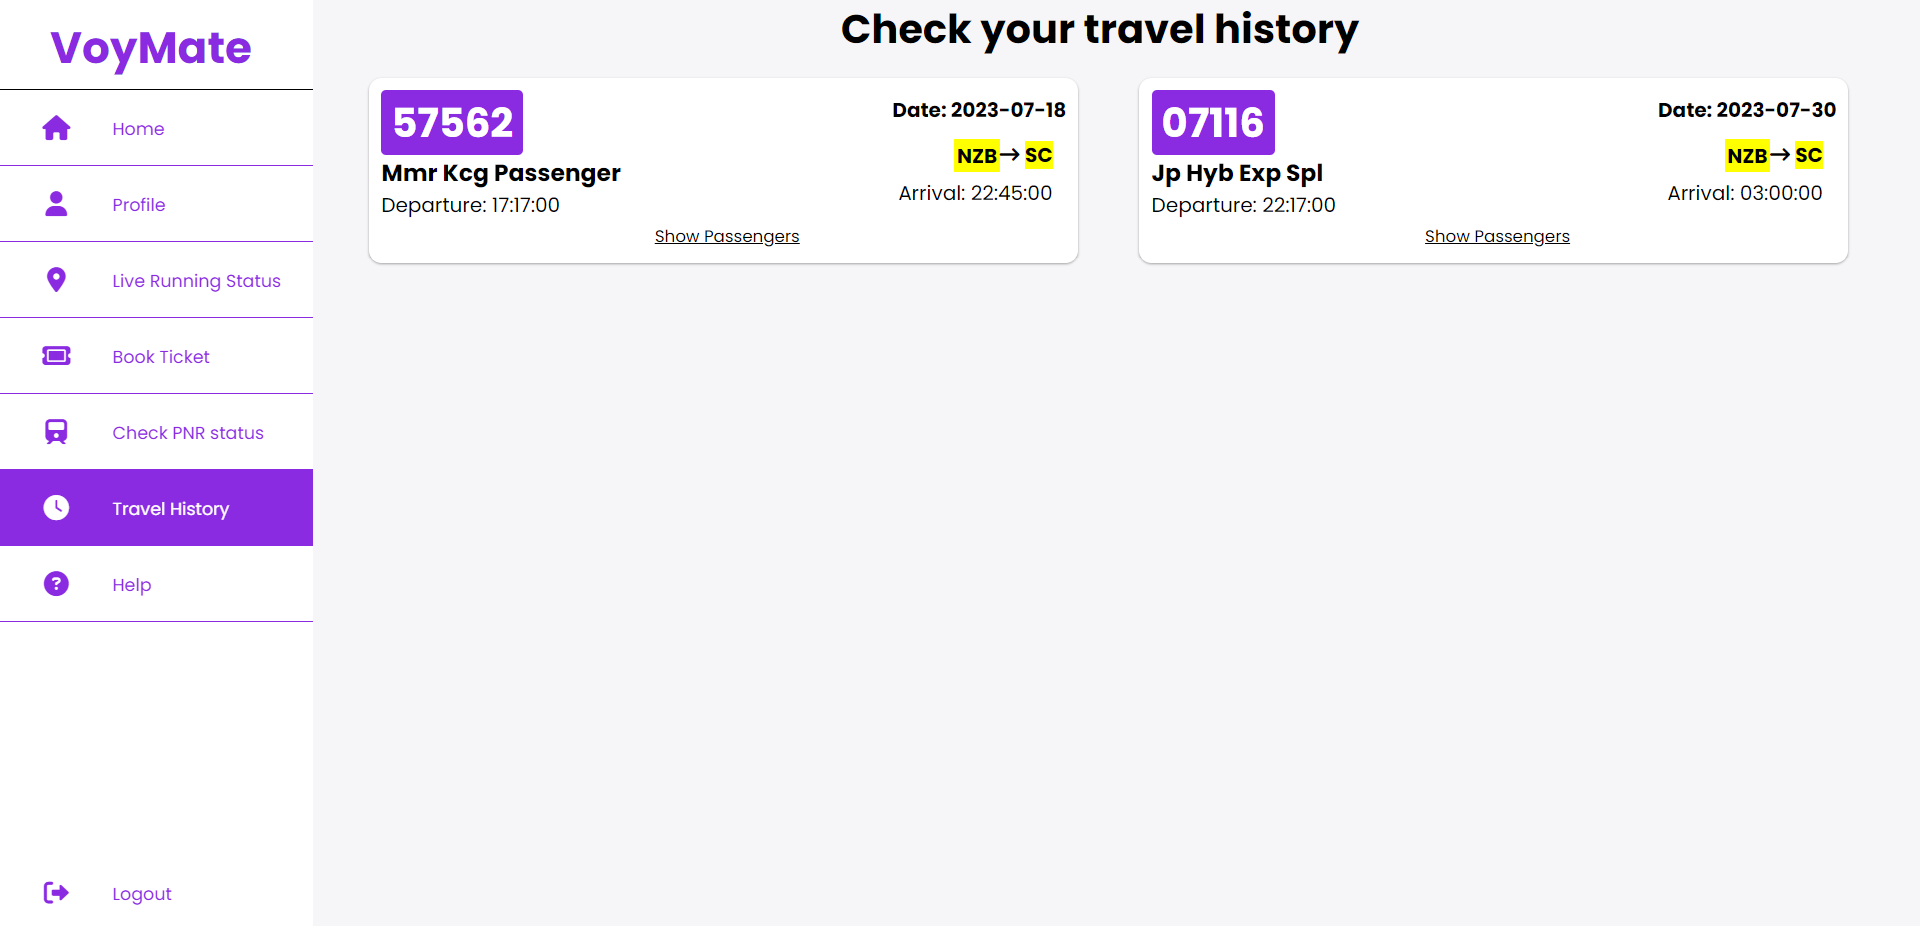 VoyMate
Home
Profile
Live Running Status
Book Ticket
Check PNR status
Travel History
Help
Logout
Check your travel history
57562
Mmr Kcg Passenger
Departure: 17:17:00
Date: 2023-07-18
NZB→ SC
Arrival: 22:45:00
Show Passengers
07116
Jp Hyb Exp Spl
Departure: 22:17:00
Date: 2023-07-30
NZB→ SC
Arrival: 03:00:00
Show Passengers